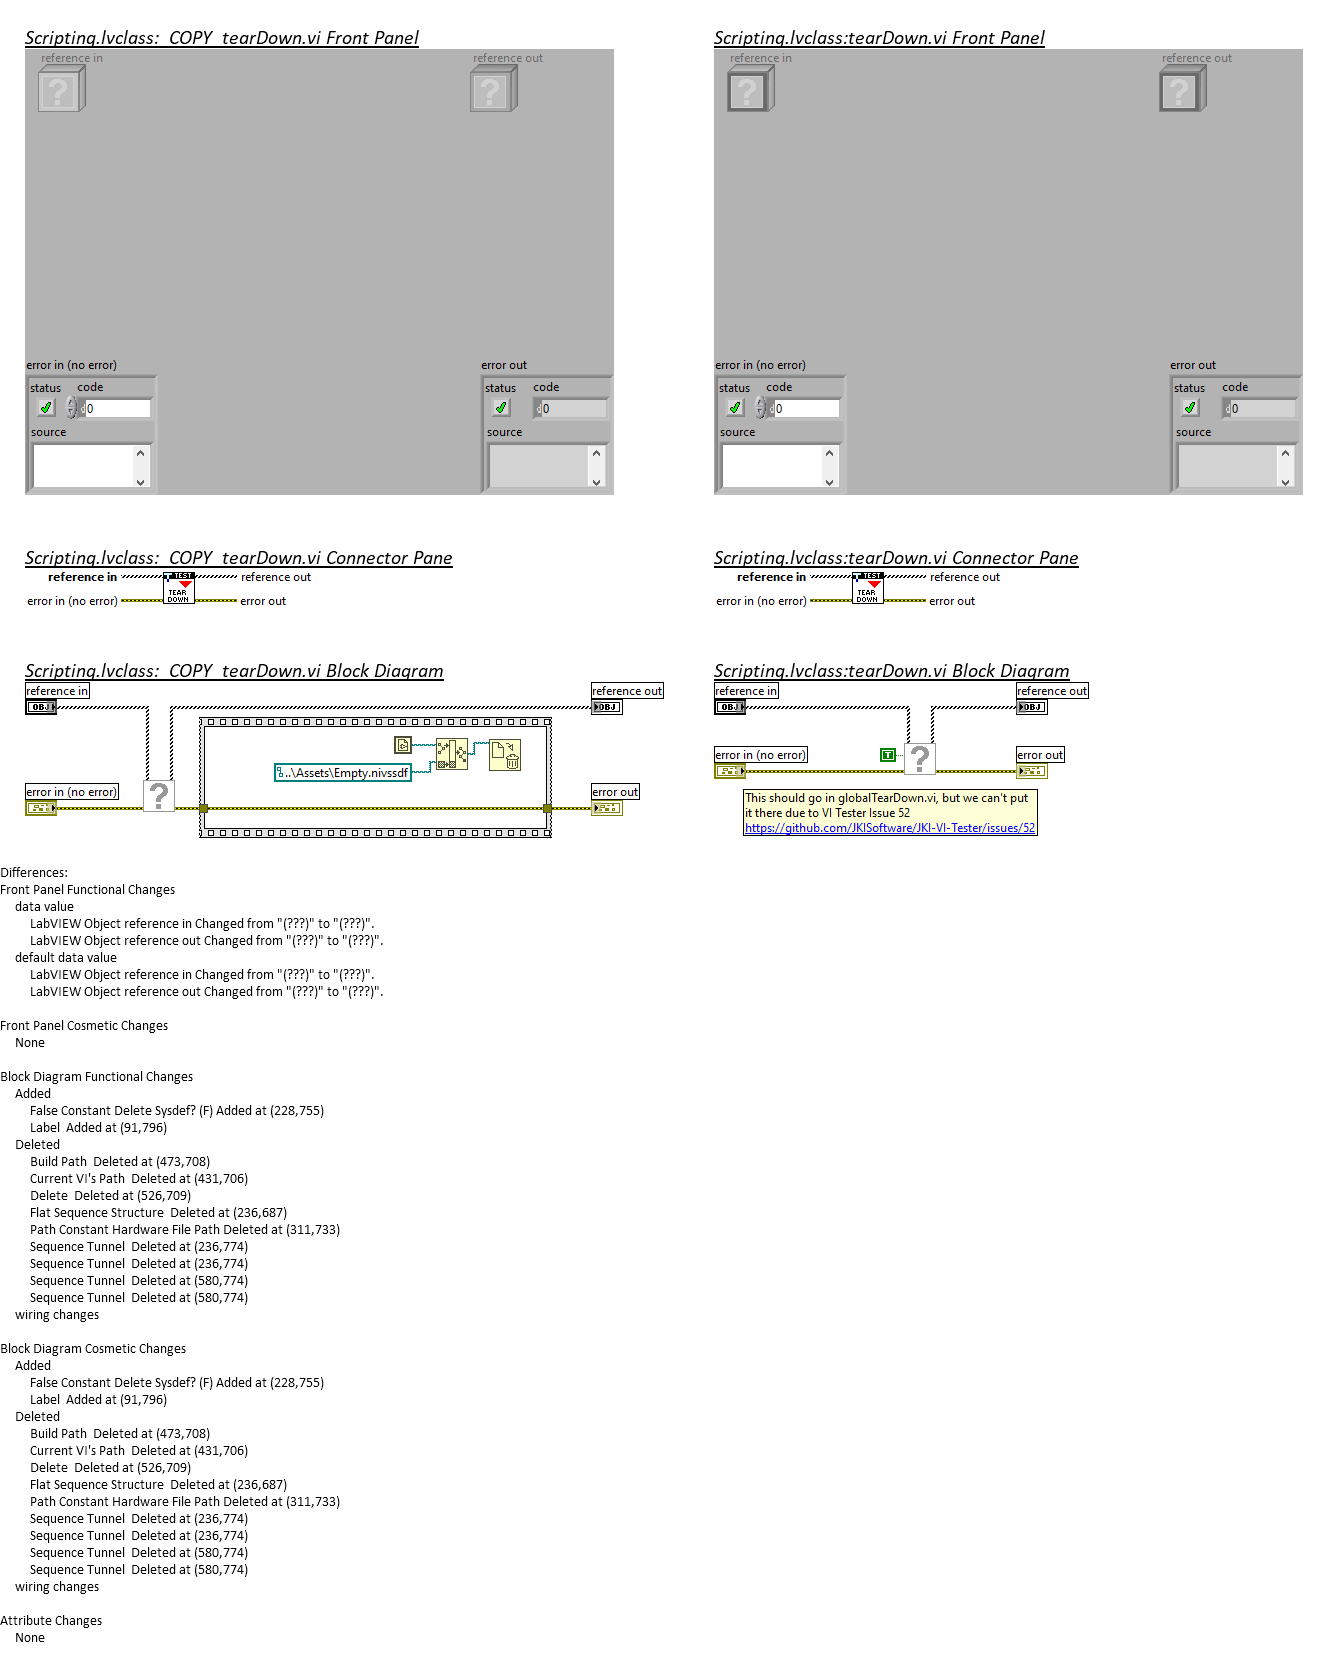 Scripting.lvclass:_COPY_tearDown.vi Front Panel
reference in
reference out
error in (no error)
status
code
0
source
error out
status
code
0
source
Scripting.lvclass:tearDown.vi Front Panel
reference in
reference out
error in (no error)
status
code
0
source
error out
status
code
0
source
Scripting.lvclass:_COPY_tearDown.vi Connector Pane
reference in
TEST
reference out
error in (no error)
TEAR
DOWN
error out
Scripting.lvclass:tearDown.vi Connector Pane
reference in
TEST
reference out
error in (no error)
TEAR
DOWN
error out
Scripting.lvclass:_COPY_tearDown.vi Block Diagram
reference in
OBJ
reference out
OBJ
..\Assets\Empty.nivssdf
error in (no error)
?
error out
Scripting.lvclass:tearDown.vi Block Diagram
reference in
OBJ
reference out
OBJ
error in (no error)
T
?
error out
This should go in globalTearDown.vi, but we can't put
it there due to VI Tester Issue 52
https://github.com/JKISoftware/JKI-VI-Tester/issues/52
Differences:
Front Panel Functional Changes
data value
LabVIEW Object reference in Changed from "(???)" to "(???)".
LabVIEW Object reference out Changed from "(???)" to "(???)".
default data value
LabVIEW Object reference in Changed from "(???)" to "(???)".
LabVIEW Object reference out Changed from "(???)" to "(???)".
Front Panel Cosmetic Changes
None
Block Diagram Functional Changes
Added
False Constant Delete Sysdef? (F) Added at (228,755)
Label  Added at (91,796)
Deleted
Build Path  Deleted at (473,708)
Current VI's Path  Deleted at (431,706)
Delete  Deleted at (526,709)
Flat Sequence Structure  Deleted at (236,687)
Path Constant Hardware File Path Deleted at (311,733)
Sequence Tunnel  Deleted at (236,774)
Sequence Tunnel  Deleted at (236,774)
Sequence Tunnel  Deleted at (580,774)
Sequence Tunnel  Deleted at (580,774)
wiring changes
Block Diagram Cosmetic Changes
Added
False Constant Delete Sysdef? (F) Added at (228,755)
Label  Added at (91,796)
Deleted
Build Path  Deleted at (473,708)
Current VI's Path  Deleted at (431,706)
Delete  Deleted at (526,709)
Flat Sequence Structure  Deleted at (236,687)
Path Constant Hardware File Path Deleted at (311,733)
Sequence Tunnel  Deleted at (236,774)
Sequence Tunnel  Deleted at (236,774)
Sequence Tunnel  Deleted at (580,774)
Sequence Tunnel  Deleted at (580,774)
wiring changes
Attribute Changes
None